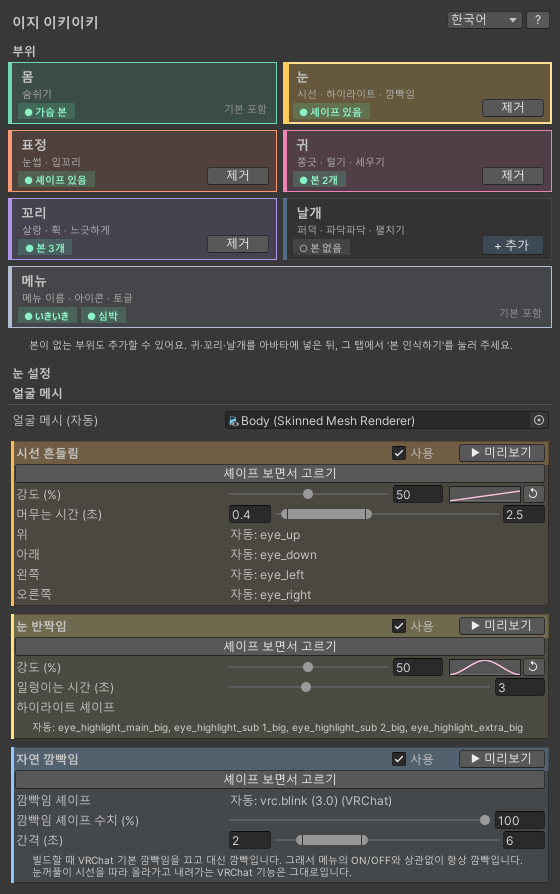 이지 이키이키
한국어
?
부위
몸
숨쉬기
가슴 본
기본 포함
눈
시선 · 하이라이트 · 깜빡임
셰이프 있음
제거
표정
눈썹 · 입꼬리
셰이프 있음
제거
귀
쫑긋 · 털기 · 세우기
본 2개
제거
꼬리
살랑 · 휙 · 느긋하게
본 3개
제거
날개
퍼덕 · 파닥파닥 · 펼치기
본 없음
+ 추가
메뉴
메뉴 이름 · 아이콘 · 토글
いきいき
심박
기본 포함
본이 없는 부위도 추가할 수 있어요. 귀·꼬리·날개를 아바타에 넣은 뒤, 그 탭에서 '본 인식하기'를 눌러 주세요.
눈 설정
얼굴 메시
얼굴 메시 (자동)
Body (Skinned Mesh Renderer)
시선 흔들림
사용
▶ 미리보기
셰이프 보면서 고르기
강도 (%)
50
머무는 시간 (초)
0.4
2.5
위
자동: eye_up
아래
자동: eye_down
왼쪽
자동: eye_left
오른쪽
자동: eye_right
눈 반짝임
사용
▶ 미리보기
셰이프 보면서 고르기
강도 (%)
50
일렁이는 시간 (초)
3
하이라이트 셰이프
자동: eye_highlight_main_big, eye_highlight_sub 1_big, eye_highlight_sub 2_big, eye_highlight_extra_big
자연 깜빡임
사용
▶ 미리보기
셰이프 보면서 고르기
깜빡임 셰이프
자동: vrc.blink (3.0) (VRChat)
깜빡임 셰이프 수치 (%)
100
간격 (초)
2
6
빌드할 때 VRChat 기본 깜빡임을 끄고 대신 깜빡입니다. 그래서 메뉴의 ON/OFF와 상관없이 항상 깜빡입니다.
눈꺼풀이 시선을 따라 올라가고 내려가는 VRChat 기능은 그대로입니다.